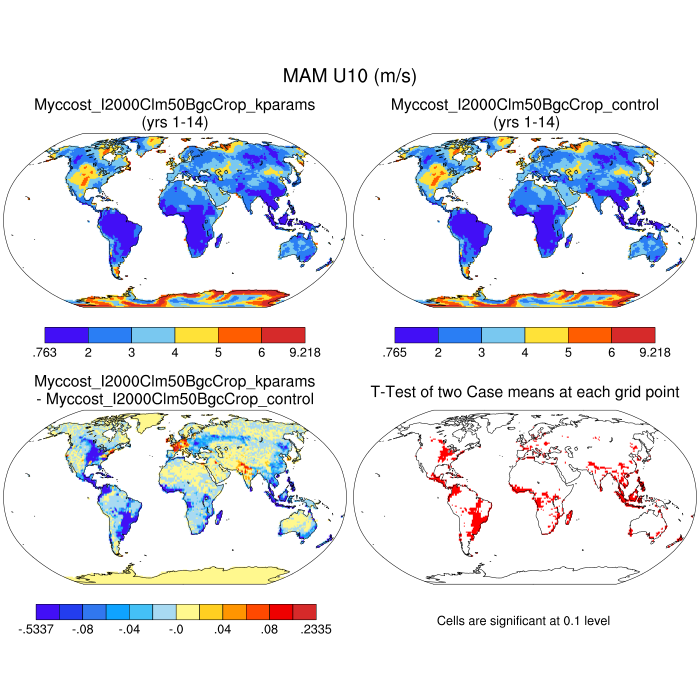 MAM U10 (m/s)
Myccost_I2000Clm50BgcCrop_kparams
(yrs 1-14)
Myccost_I2000Clm50BgcCrop_control
(yrs 1-14)
.763 2 3 4 5 6 9.218
.765 2 3 4 5 6 9.218
Myccost_I2000Clm50BgcCrop_kparams
- Myccost_I2000Clm50BgcCrop_control
T-Test of two Case means at each grid point
-.5337 -.08 -.04 -.0 .04 .08 .2335
Cells are significant at 0.1 level